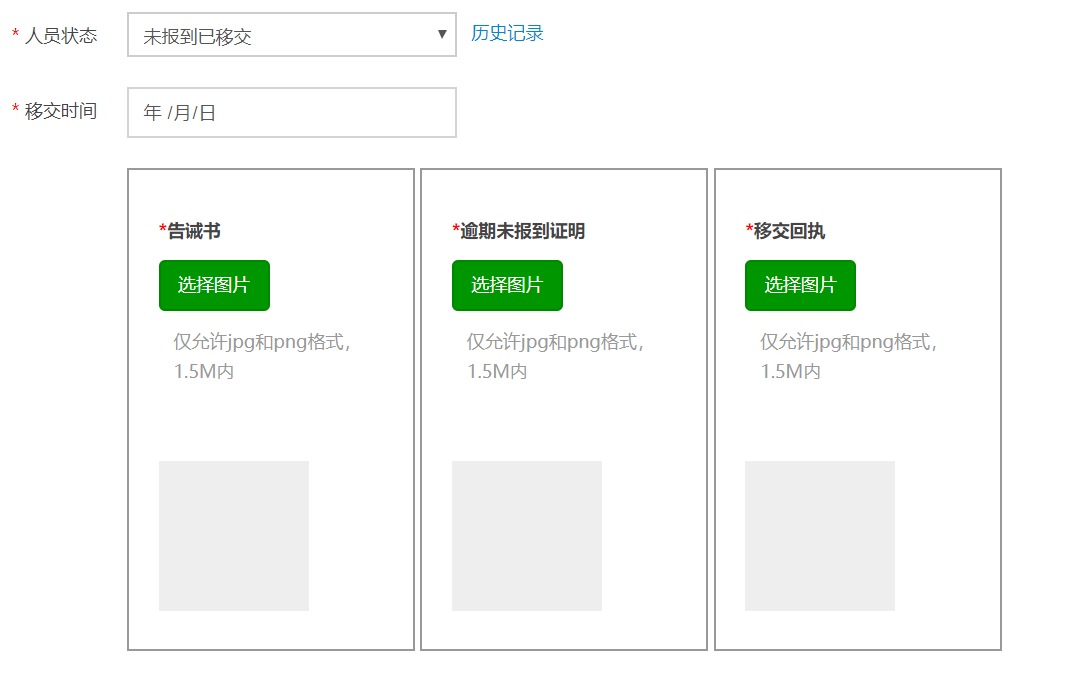 * 人员状态 未报到已移交 ▼ 历史记录
* 移交时间 年 /月/日
*告诫书 *逾期未报到证明 *移交回执
选择图片 选择图片 选择图片
仅允许jpg和png格式, 仅允许jpg和png格式, 仅允许jpg和png格式,
1.5M内 1.5M内 1.5M内